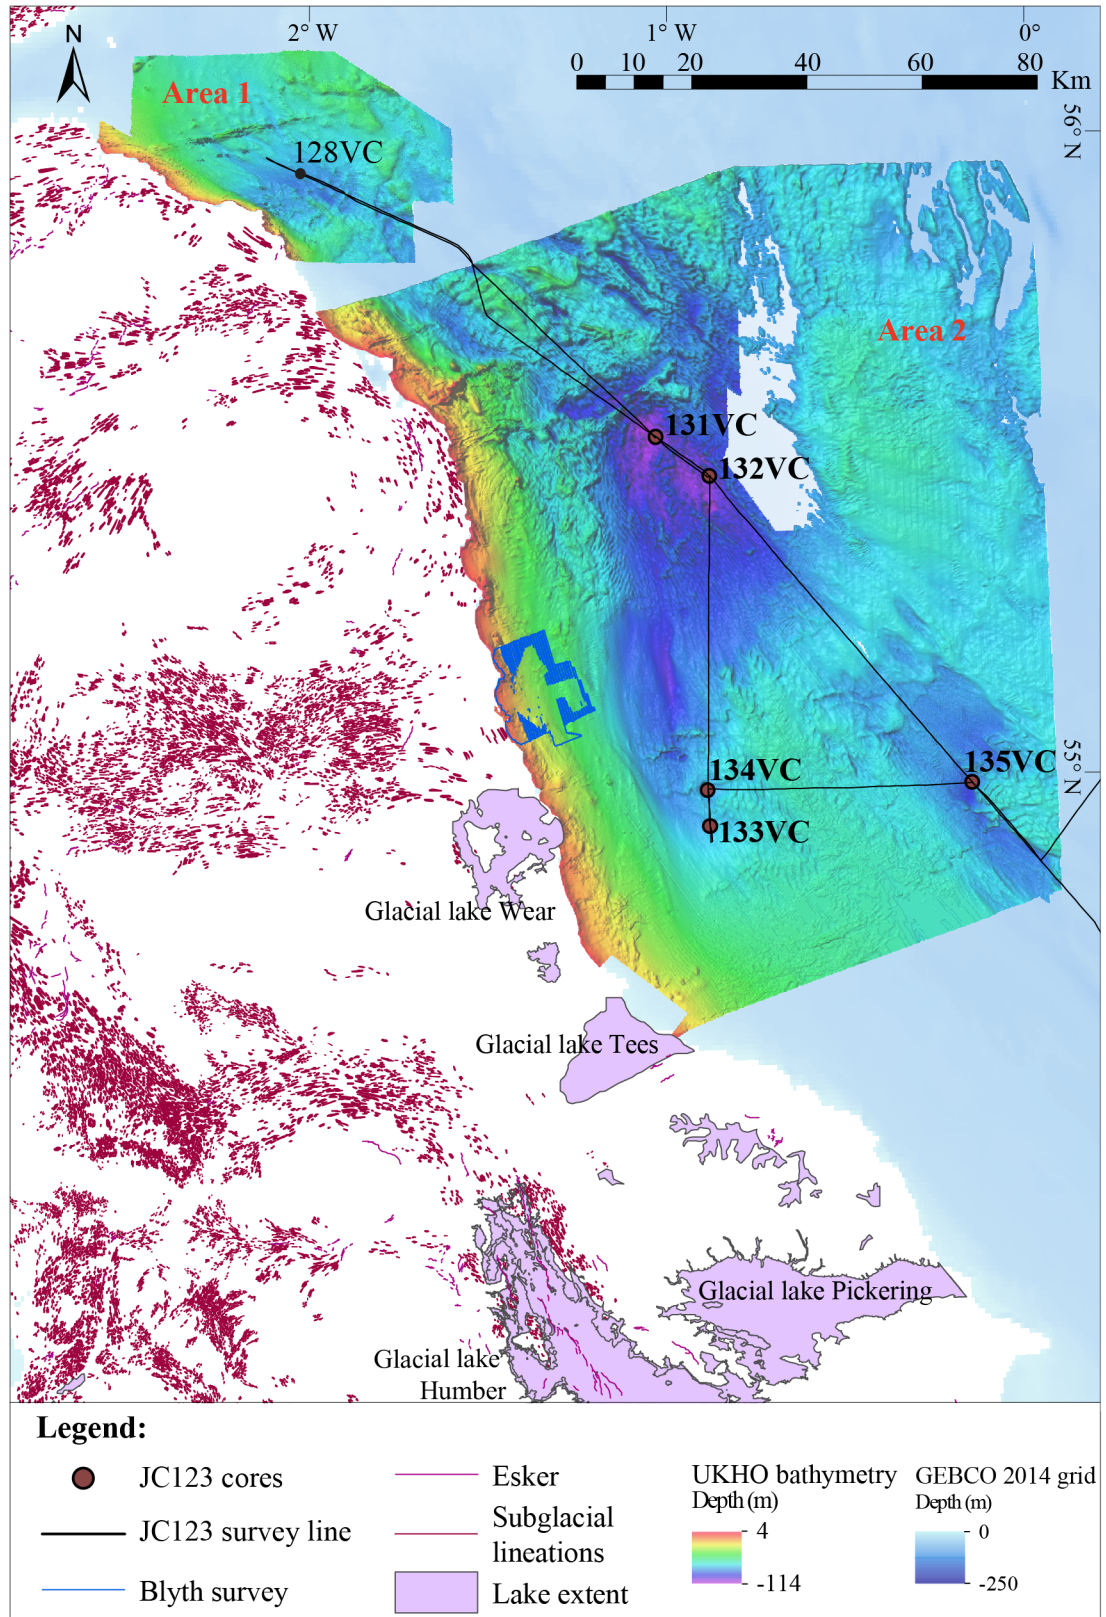 N
2° W
1° W
0°
0 10 20 40 60 80
Km
Area 1
56° N
128VC
Area 2
131VC
132VC
55° N
135VC
134VC
133VC
Glacial lake Wear
Glacial lake Tees
Glacial lake Pickering
Glacial lake
Humber
Legend:
JC123 cores
JC123 survey line
Blyth survey
Esker
Subglacial
lineations
Lake extent
UKHO bathymetry
Depth (m)
4
-114
GEBCO 2014 grid
Depth (m)
0
-250